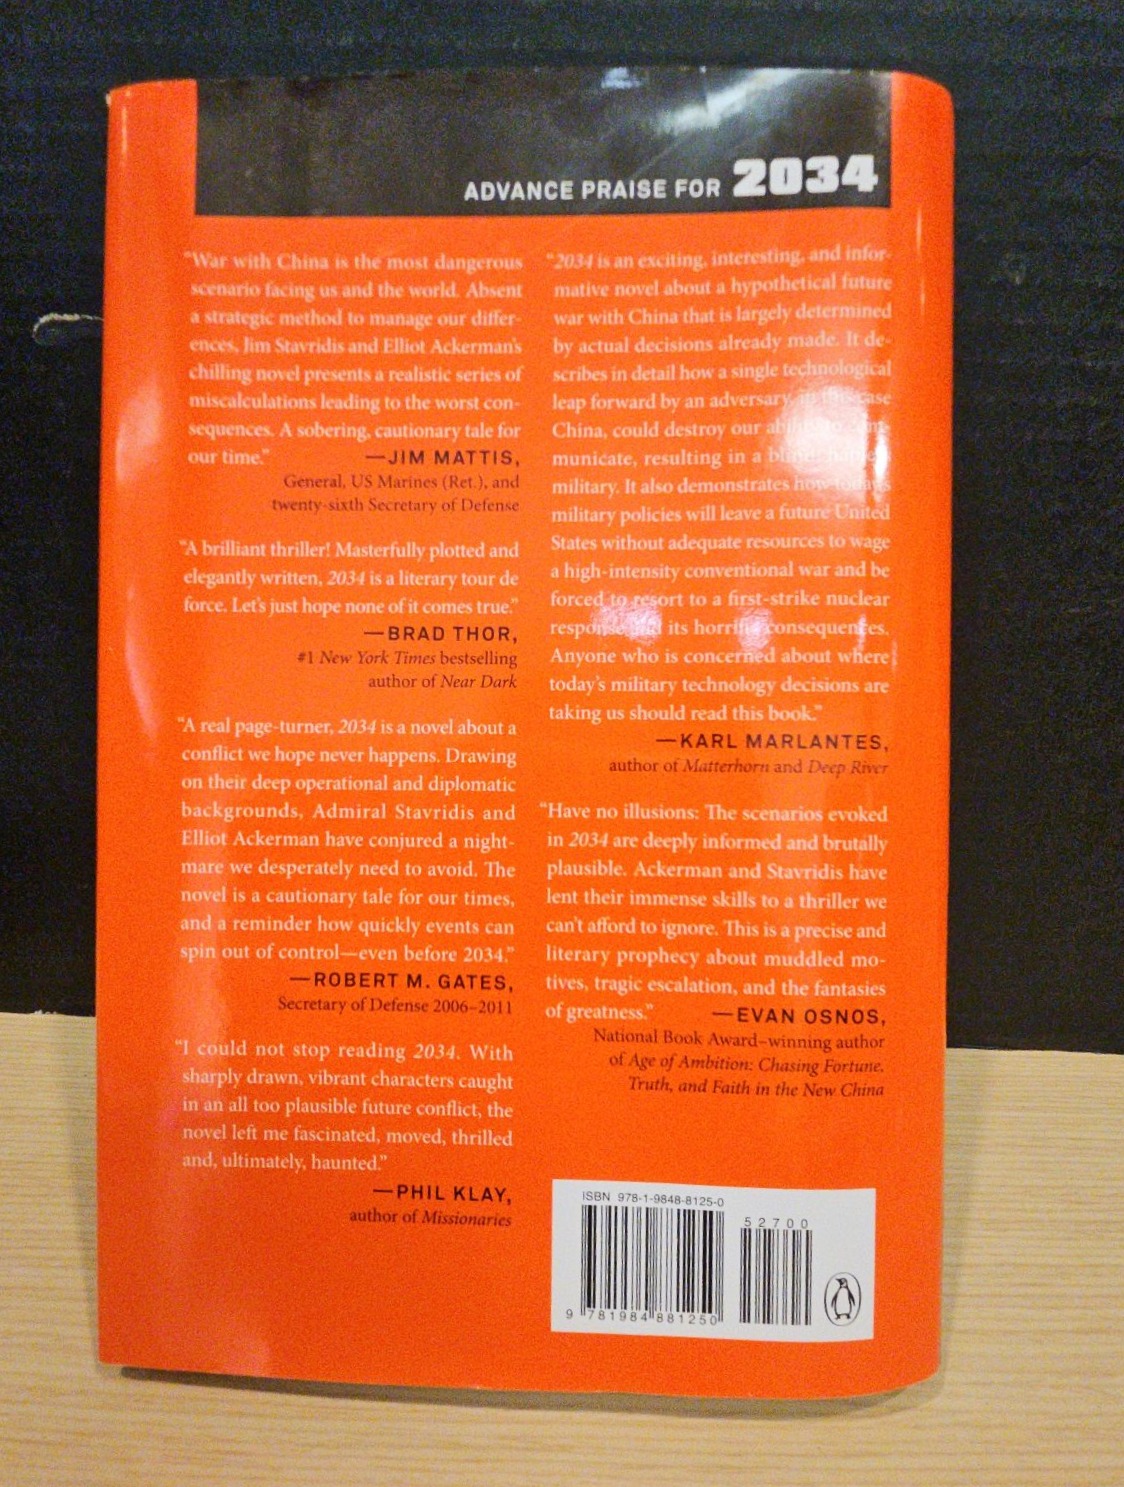 ADVANCE PRAISE FOR 2034
“War with China is the most dangerous
scenario facing us and the world. Absent
a strategic method to manage our differ-
ences, Jim Stavridis and Elliot Ackerman’s
chilling novel presents a realistic series of
miscalculations leading to the worst con-
sequences. A sobering, cautionary tale for
our time.” —JIM MATTIS,
General, US Marines (Ret.), and
twenty-sixth Secretary of Defense
“A brilliant thriller! Masterfully plotted and
elegantly written, 2034 is a literary tour de
force. Let’s just hope none of it comes true.”
—BRAD THOR,
#1 New York Times bestselling
author of Near Dark
“A real page-turner, 2034 is a novel about a
conflict we hope never happens. Drawing
on their deep operational and diplomatic
backgrounds, Admiral Stavridis and
Elliot Ackerman have conjured a night-
mare we desperately need to avoid. The
novel is a cautionary tale for our times,
and a reminder how quickly events can
spin out of control—even before 2034.”
—ROBERT M. GATES,
Secretary of Defense 2006–2011
“I could not stop reading 2034. With
sharply drawn, vibrant characters caught
in an all too plausible future conflict, the
novel left me fascinated, moved, thrilled
and, ultimately, haunted.”
—PHIL KLAY,
author of Missionaries
“2034 is an exciting, interesting, and infor-
mative novel about a hypothetical future
war with China that is largely determined
by actual decisions already made. It de-
scribes in detail how a single technological
leap forward by an adversary, in this case
China, could destroy our ability to com-
municate, resulting in a
military. It also demonstrates how today’s
military policies will leave a future United
States without adequate resources to wage
a high-intensity conventional war and be
forced to resort to a first-strike nuclear
response and its horrific consequences.
Anyone who is concerned about where
today’s military technology decisions are
taking us should read this book.”
—KARL MARLANTES,
author of Matterhorn and Deep River
“Have no illusions: The scenarios evoked
in 2034 are deeply informed and brutally
plausible. Ackerman and Stavridis have
lent their immense skills to a thriller we
can’t afford to ignore. This is a precise and
literary prophecy about muddled mo-
tives, tragic escalation, and the fantasies
of greatness.” —EVAN OSNOS,
National Book Award–winning author
of Age of Ambition: Chasing Fortune,
Truth, and Faith in the New China
ISBN 978-1-9848-8125-0
52700
9 781984 881250